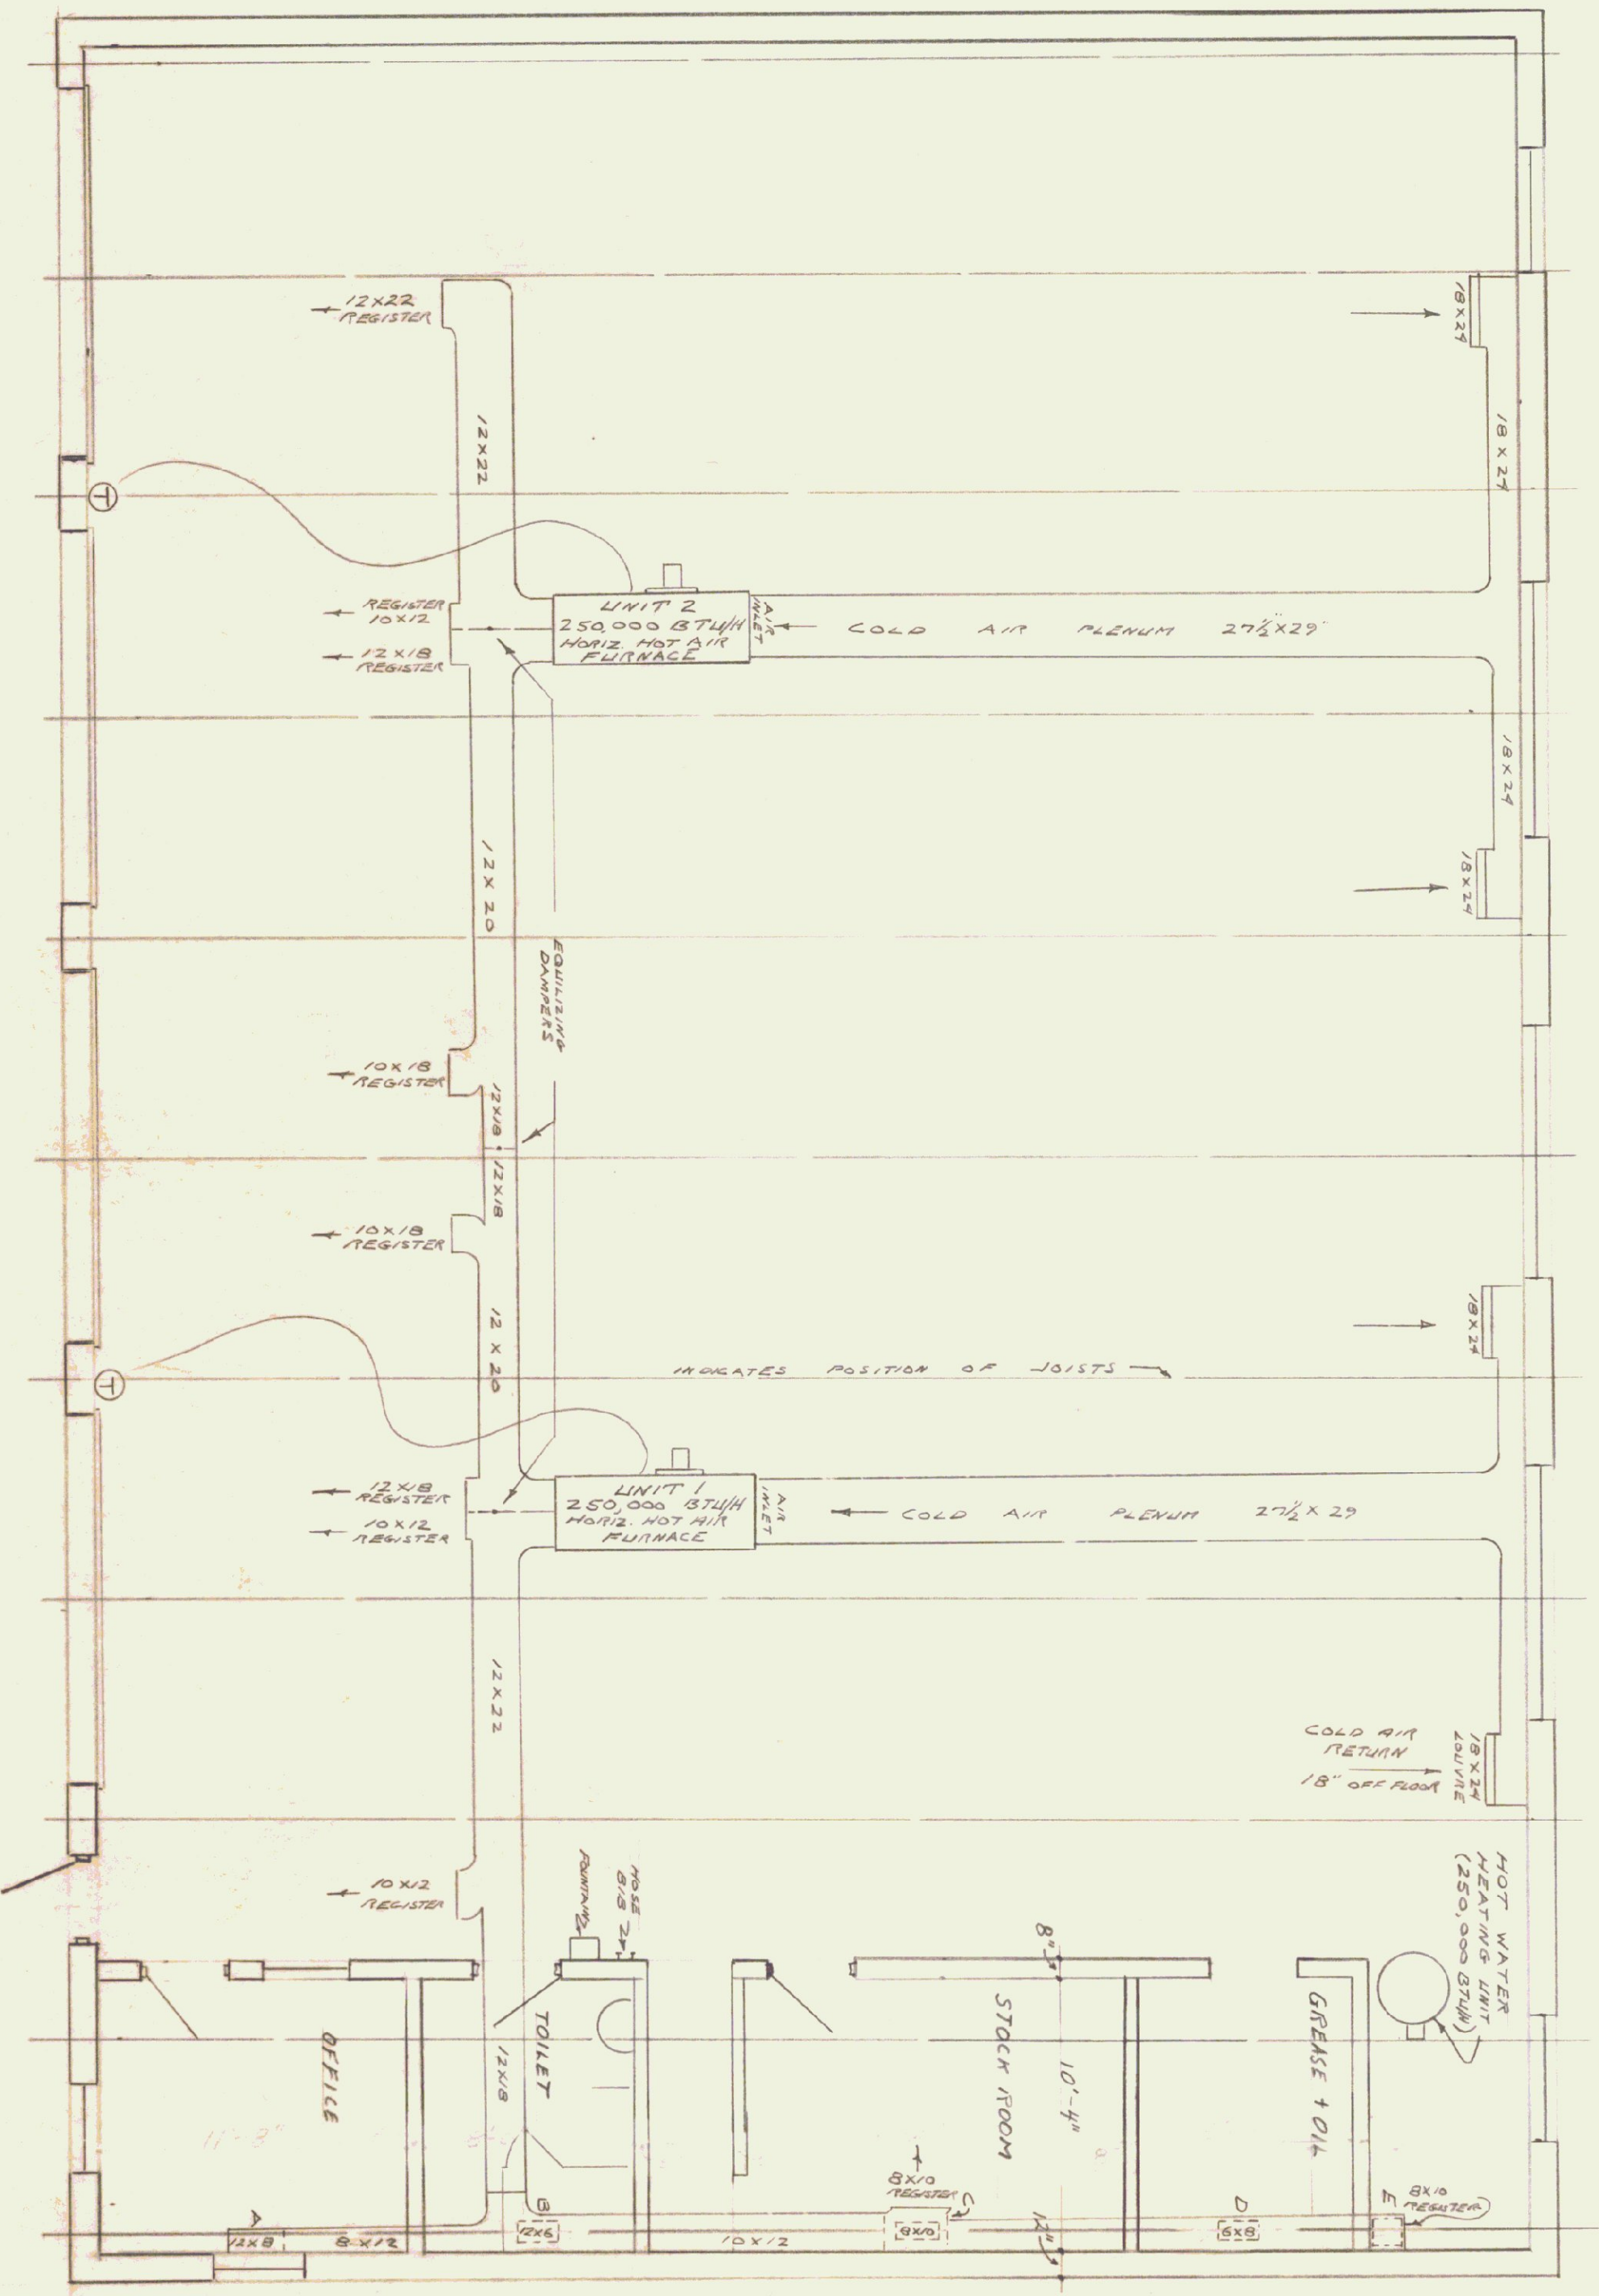 12X22
REGISTER
18X24
12X22
18 X 24
T
REGISTER
10X12
12X18
REGISTER
UNIT 2
250,000 BTU/H
HORIZ. HOT AIR
FURNACE
AIR
INLET
COLD AIR PLENUM 27½"X29"
18X24
12X20
18X24
EQUILIZING
DAMPERS
10X18
REGISTER
12X18
12X18
10X18
REGISTER
12 X 20
18X24
INDICATES POSITION OF JOISTS
T
12X18
REGISTER
10X12
REGISTER
UNIT 1
250,000 BTU/H
HORIZ. HOT AIR
FURNACE
AIR
INLET
COLD AIR PLENUM 27½X29
12X22
COLD AIR
RETURN
18" OFF FLOOR
18X24
LOUVRE
10X12
REGISTER
FOUNTAIN
HOSE
BIB
8"
HOT WATER
HEATING UNIT
(250,000 BTU/H)
OFFICE
TOILET
12X18
STOCK ROOM
10'-4"
GREASE + OIL
11'-8"
8X10
REGISTER
8X10
REGISTER
A
B
C
D
E
12X8
8X12
12X6
10X12
8X10
12"
6X8